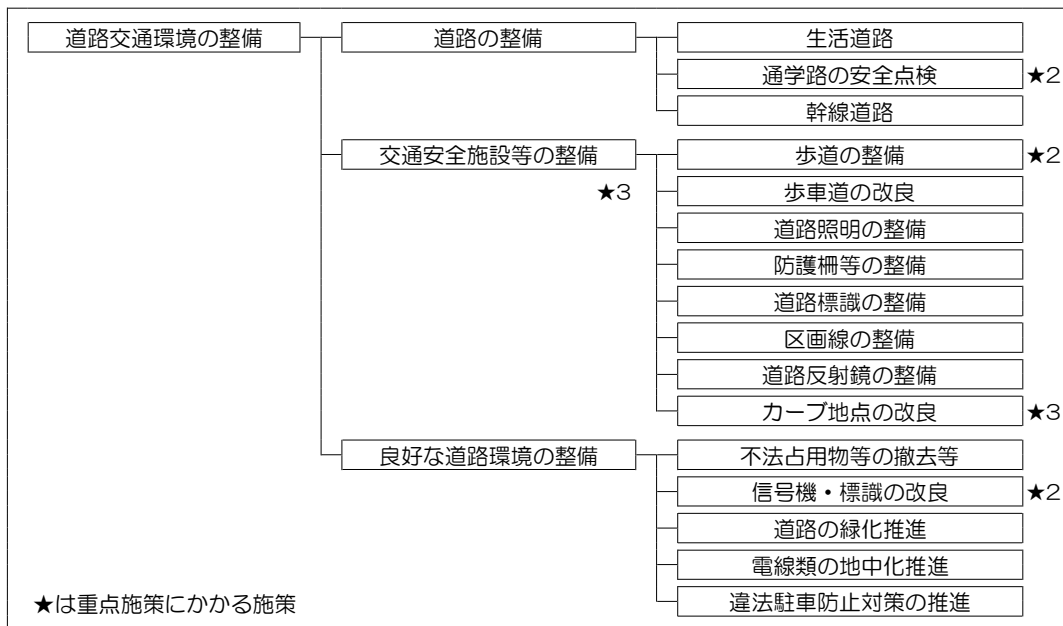 道路交通環境の整備
道路の整備
生活道路
通学路の安全点検 ★2
幹線道路
交通安全施設等の整備
★3
歩道の整備 ★2
歩車道の改良
道路照明の整備
防護柵等の整備
道路標識の整備
区画線の整備
道路反射鏡の整備
カーブ地点の改良 ★3
良好な道路環境の整備
不法占用物等の撤去等
信号機・標識の改良 ★2
道路の緑化推進
電線類の地中化推進
違法駐車防止対策の推進
★は重点施策にかかる施策